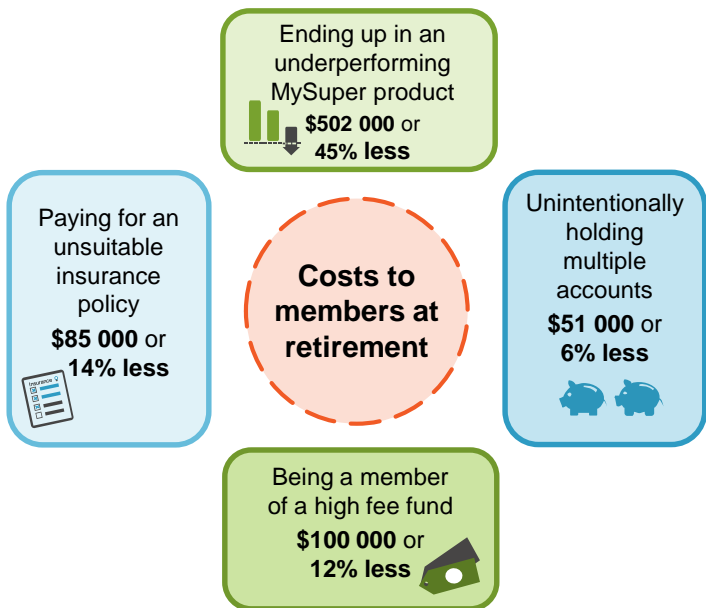 Ending up in an
underperforming
MySuper product
$502 000 or
45% less
Paying for an
unsuitable
insurance
policy
$85 000 or
14% less
Insurance
Costs to
members at
retirement
Unintentionally
holding
multiple
accounts
$51 000 or
6% less
Being a member
of a high fee fund
$100 000 or
12% less